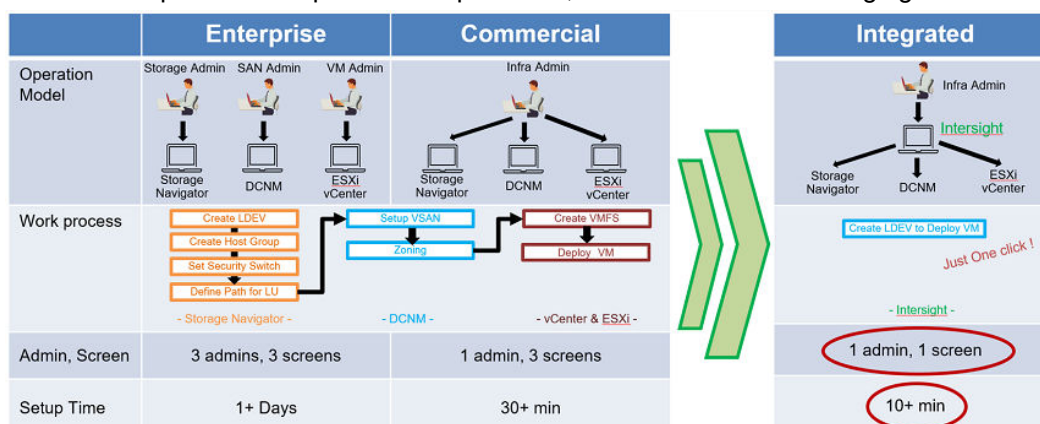 Enterprise
Commercial
Integrated
Operation
Model
Storage Admin
SAN Admin
VM Admin
Infra Admin
Infra Admin
Intersight
Storage
Navigator
DCNM
ESXi
vCenter
Storage
Navigator
DCNM
ESXi
vCenter
Storage
Navigator
DCNM
ESXi
vCenter
Work process
Create LDEV
Create Host Group
Set Security Switch
Define Path for LU
Setup VSAN
Zoning
Create VMFS
Deploy VM
Create LDEV to Deploy VM
Just One click !
- Storage Navigator -
- DCNM -
- vCenter & ESXi -
- Intersight -
Admin, Screen
3 admins, 3 screens
1 admin, 3 screens
1 admin, 1 screen
Setup Time
1+ Days
30+ min
10+ min